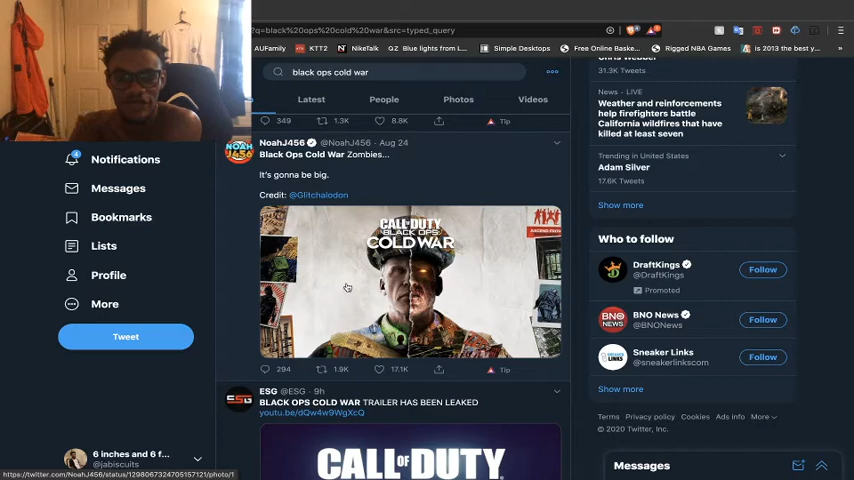 ?q=black%20ops%20cold%20war&src=typed_query
AUFamily
KTT2
NikeTalk
QZ Blue lights from L...
Simple Desktops
Free Online Baske...
Rigged NBA Games
is 2013 the best y...
black ops cold war
Latest
People
Photos
Videos
349
1.3K
8.8K
Tip
NoahJ456 @NoahJ456 · Aug 24
Black Ops Cold War Zombies...
It's gonna be big.
Credit: @Glitchalodon
CALL OF DUTY
BLACK OPS
COLD WAR
294
1.9K
17.1K
Tip
ESG @ESG · 9h
BLACK OPS COLD WAR TRAILER HAS BEEN LEAKED
youtu.be/dQw4w9WgXcQ
CALL OF DUTY
4
Notifications
Messages
Bookmarks
Lists
Profile
More
Tweet
6 inches and 6 f...
@jabiscuits
https://twitter.com/NoahJ456/status/1298067324705157121/photo/1
Chris Webber
31.3K Tweets
News · LIVE
Weather and reinforcements
help firefighters battle
California wildfires that have
killed at least seven
Trending in United States
Adam Silver
17.6K Tweets
Show more
Who to follow
DraftKings
@DraftKings
Promoted
Follow
BNO News
@BNONews
Follow
Sneaker Links
@sneakerlinkscom
Follow
Show more
Terms Privacy policy Cookies Ads info More
© 2020 Twitter, Inc.
Messages